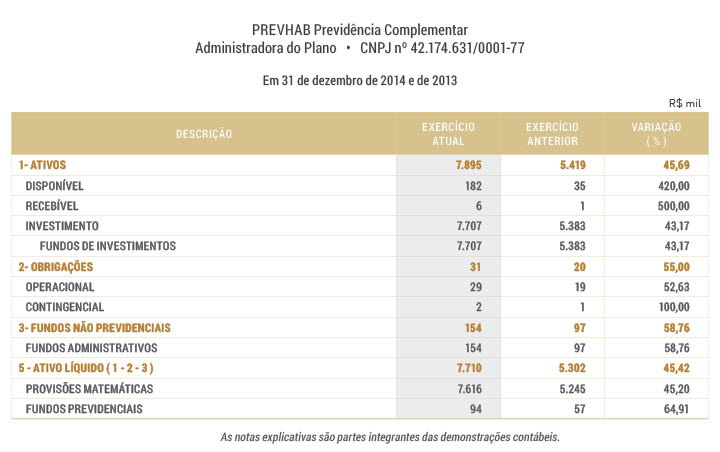 PREVHAB Previdência Complementar
Administradora do Plano • CNPJ nº 42.174.631/0001-77
Em 31 de dezembro de 2014 e de 2013
R$ mil
DESCRIÇÃO EXERCÍCIO ATUAL EXERCÍCIO ANTERIOR VARIAÇÃO ( % )
1- ATIVOS 7.895 5.419 45,69
DISPONÍVEL 182 35 420,00
RECEBÍVEL 6 1 500,00
INVESTIMENTO 7.707 5.383 43,17
FUNDOS DE INVESTIMENTOS 7.707 5.383 43,17
2- OBRIGAÇÕES 31 20 55,00
OPERACIONAL 29 19 52,63
CONTINGENCIAL 2 1 100,00
3- FUNDOS NÃO PREVIDENCIAIS 154 97 58,76
FUNDOS ADMINISTRATIVOS 154 97 58,76
5 - ATIVO LÍQUIDO ( 1 - 2 - 3 ) 7.710 5.302 45,42
PROVISÕES MATEMÁTICAS 7.616 5.245 45,20
FUNDOS PREVIDENCIAIS 94 57 64,91
As notas explicativas são partes integrantes das demonstrações contábeis.